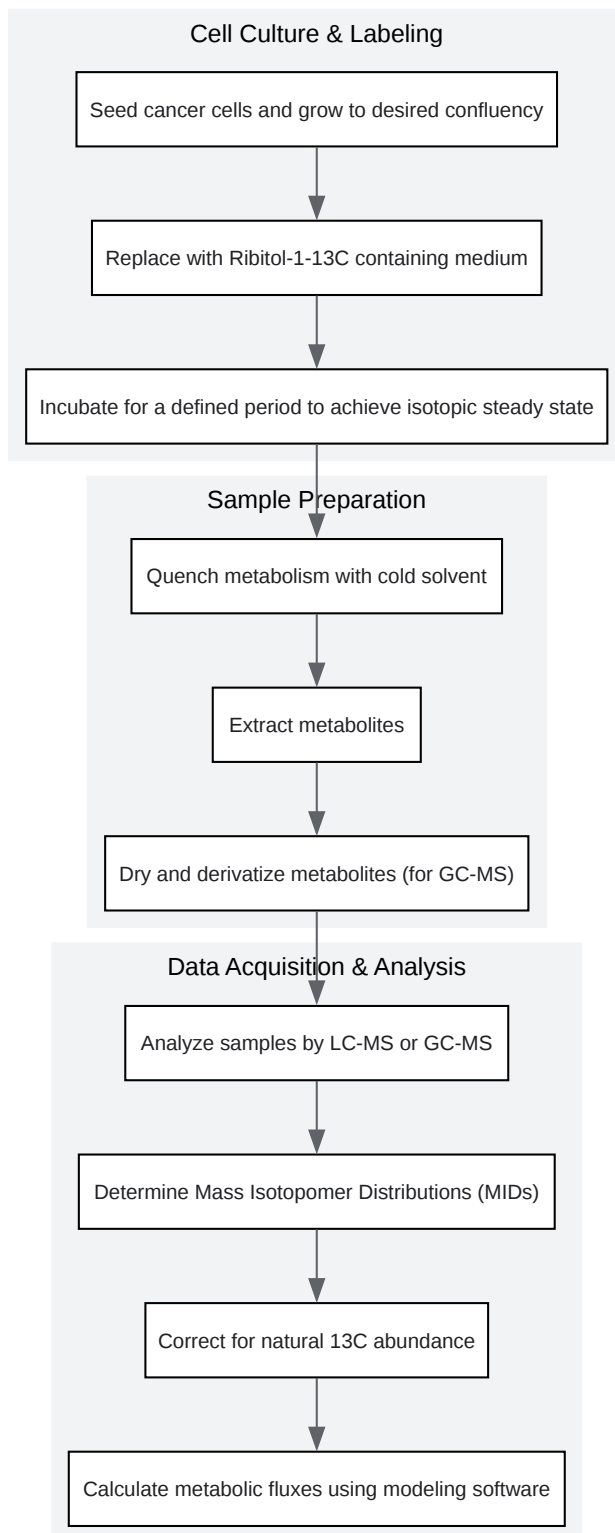 Cell Culture & Labeling
Seed cancer cells and grow to desired confluency
Replace with Ribitol-1-13C containing medium
Incubate for a defined period to achieve isotopic steady state
Sample Preparation
Quench metabolism with cold solvent
Extract metabolites
Dry and derivatize metabolites (for GC-MS)
Data Acquisition & Analysis
Analyze samples by LC-MS or GC-MS
Determine Mass Isotopomer Distributions (MIDs)
Correct for natural 13C abundance
Calculate metabolic fluxes using modeling software